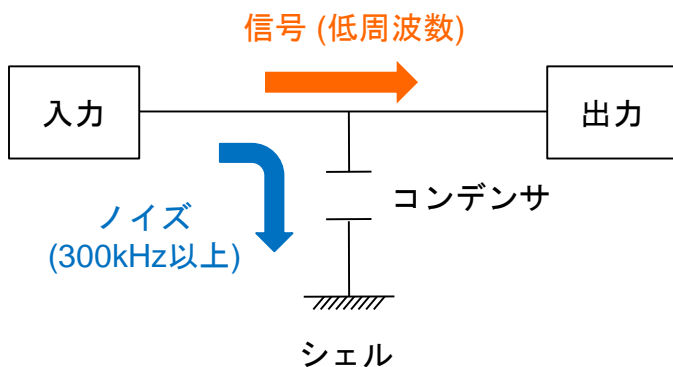 信号 (低周波数)
入力
出力
コンデンサ
ノイズ
(300kHz以上)
シェル